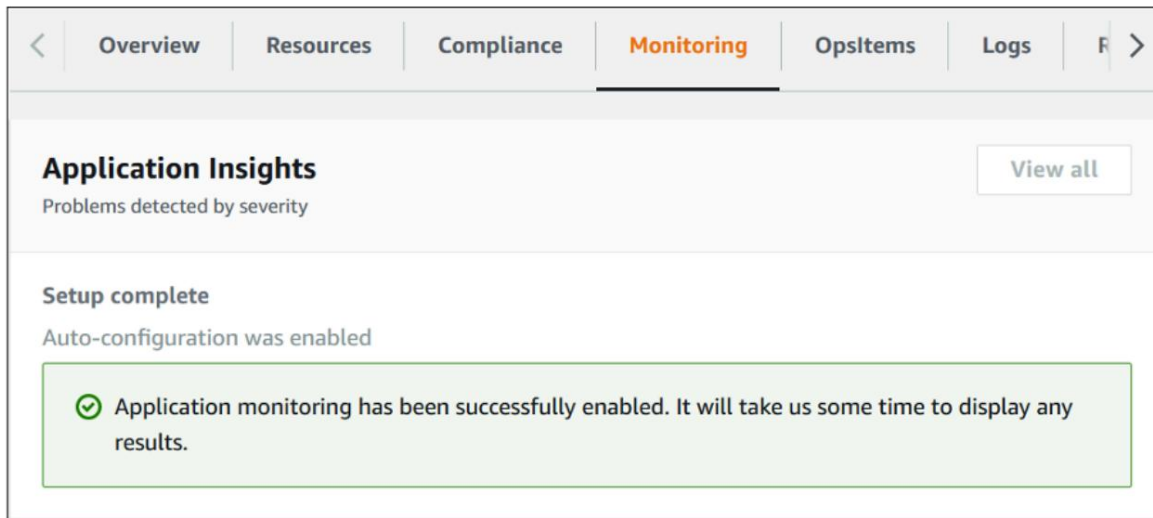 Overview Resources Compliance Monitoring OpsItems Logs
Application Insights
View all
Problems detected by severity
Setup complete
Auto-configuration was enabled
Application monitoring has been successfully enabled. It will take us some time to display any
results.